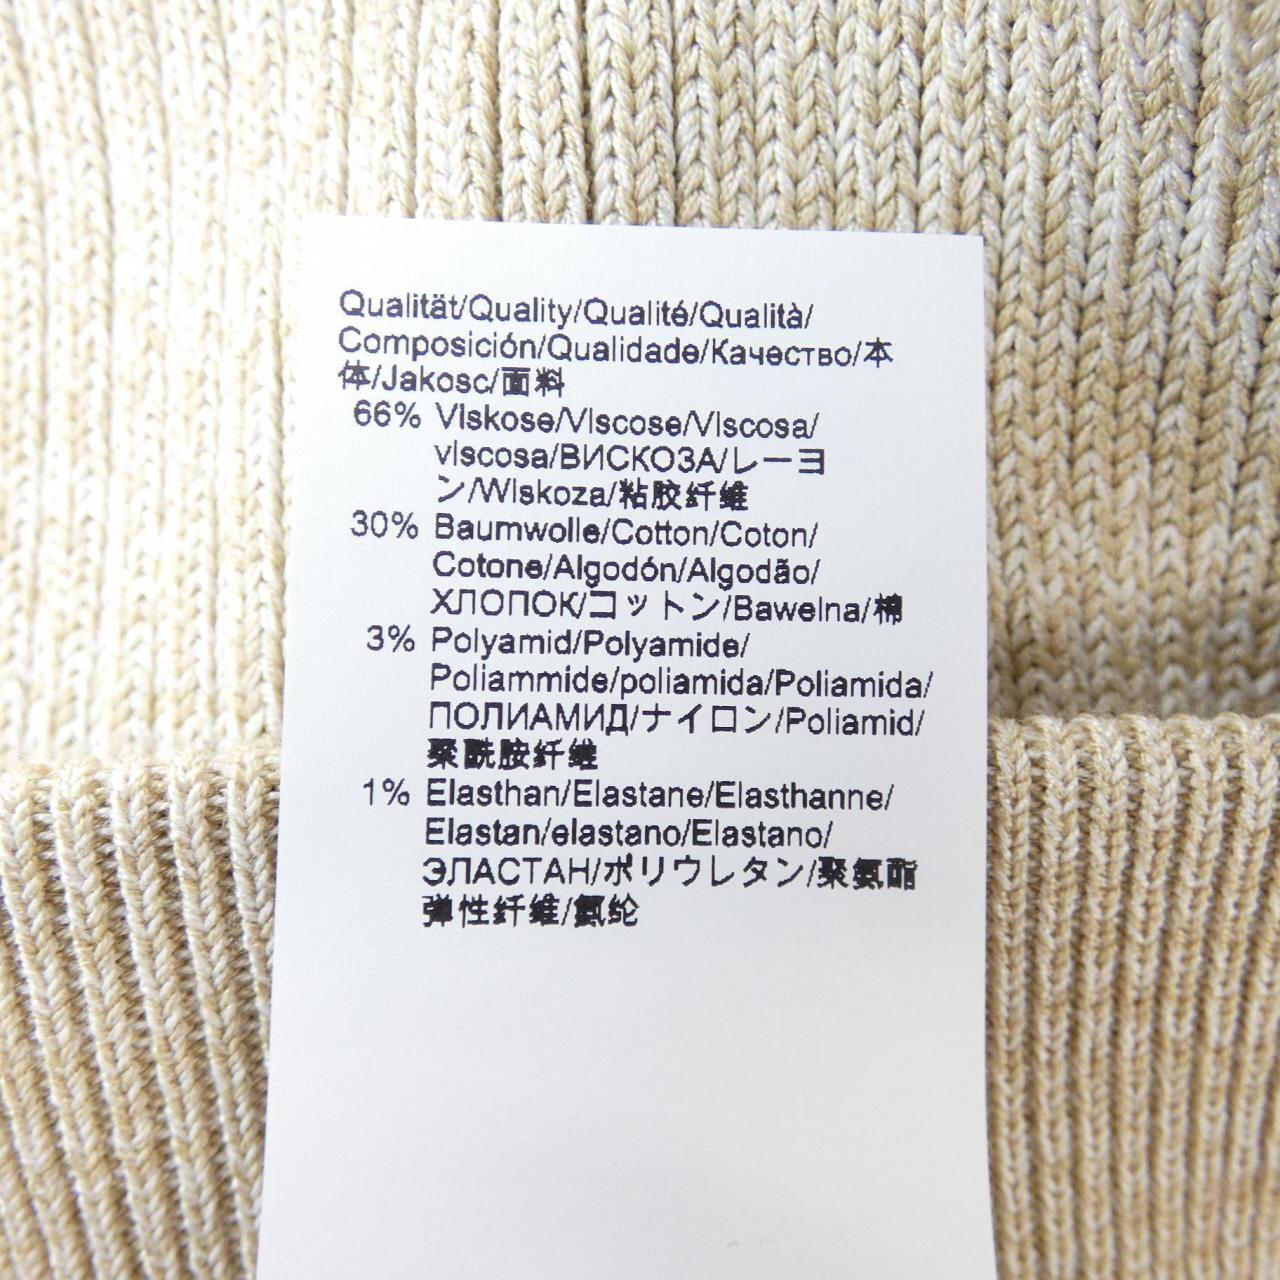 Qualität/Quality/Qualité/Qualità/
Composición/Qualidade/Качество/本
体/Jakosc/面料
66% Viskose/Viscose/Viscosa/
viscosa/ВИСКОЗА/レーヨ
ン/Wiskoza/粘胶纤维
30% Baumwolle/Cotton/Coton/
Cotone/Algodón/Algodão/
ХЛОПОК/コットン/Bawelna/棉
3% Polyamid/Polyamide/
Poliammide/poliamida/Poliamida/
ПОЛИАМИД/ナイロン/Poliamid/
聚酰胺纤维
1% Elasthan/Elastane/Elasthanne/
Elastan/elastano/Elastano/
ЭЛАСТАН/ポリウレタン/聚氨酯
弹性纤维/氨纶